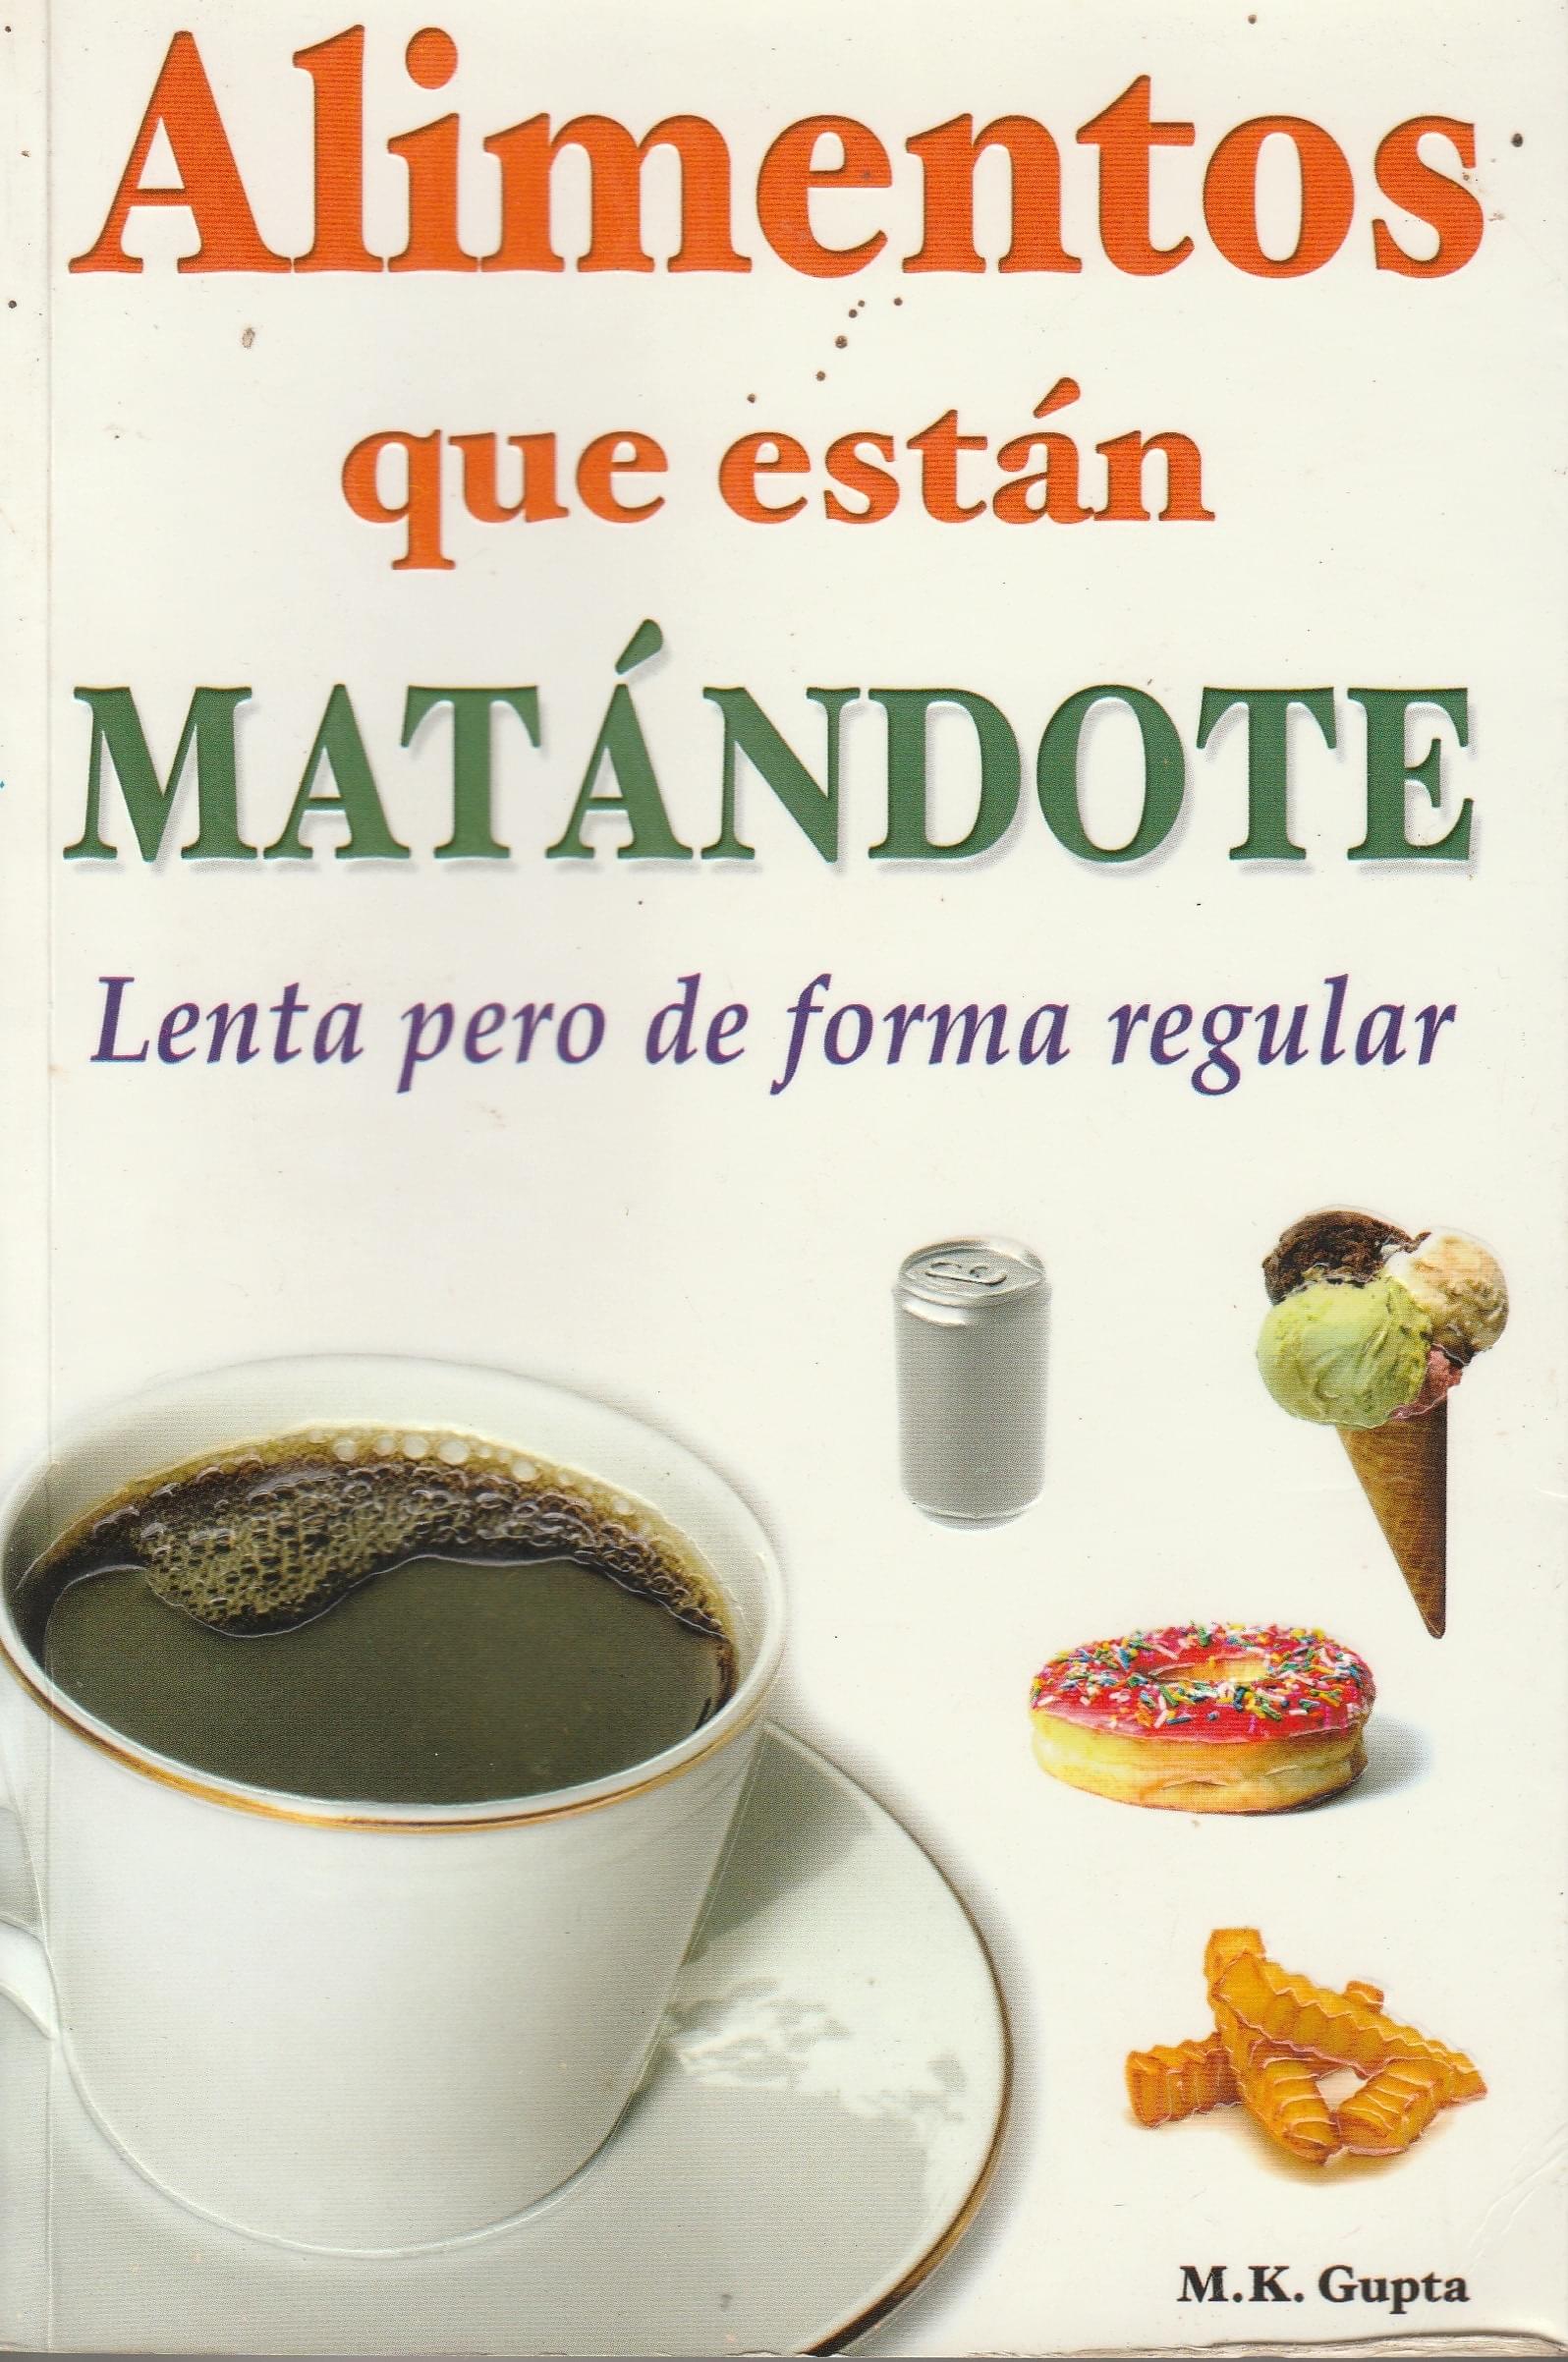 Alimentos
que están
MATÁNDOTE
Lenta pero de forma regular
M.K. Gupta